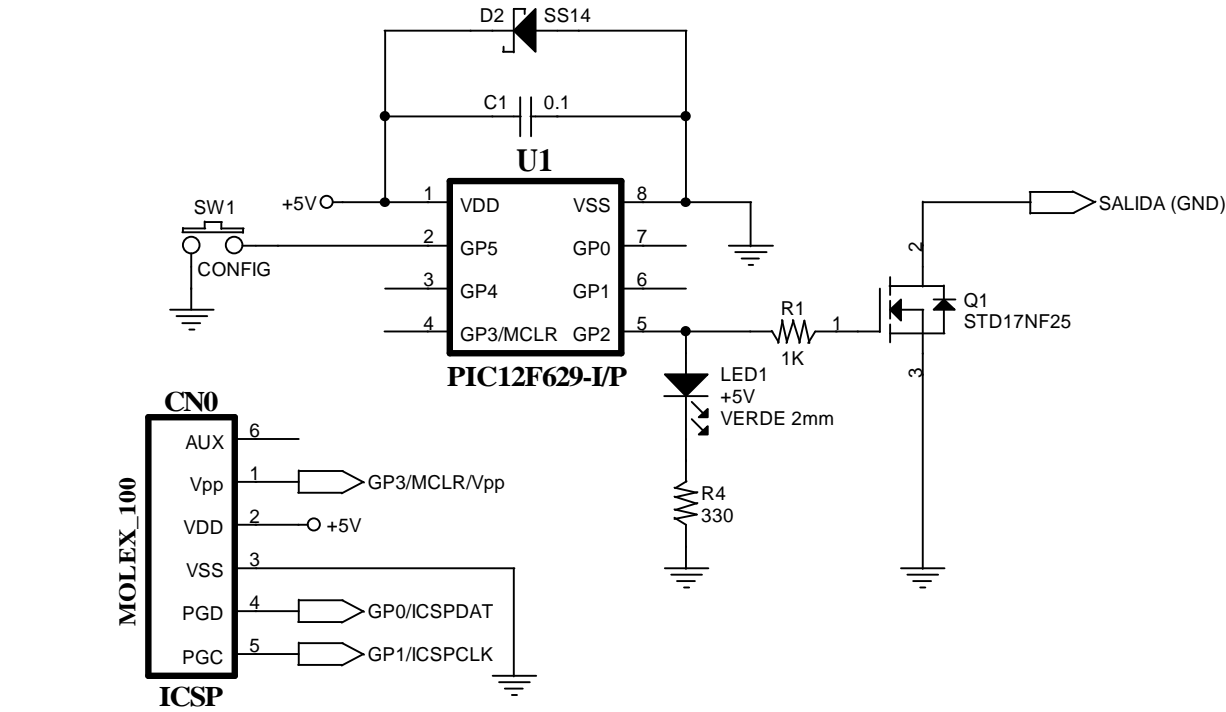 D2 SS14
C1 0.1
U1
+5V
1 VDD
VSS 8
SALIDA (GND)
SW1
CONFIG
2 GP5
GP0 7
2
3 GP4
GP1 6
4 GP3/MCLR
GP2 5
R1
1K
1
Q1
STD17NF25
3
PIC12F629-I/P
LED1
+5V
VERDE 2mm
R4
330
CN0
MOLEX_100
AUX 6
Vpp 1 GP3/MCLR/Vpp
VDD 2 +5V
VSS 3
PGD 4 GP0/ICSPDAT
PGC 5 GP1/ICSPCLK
ICSP